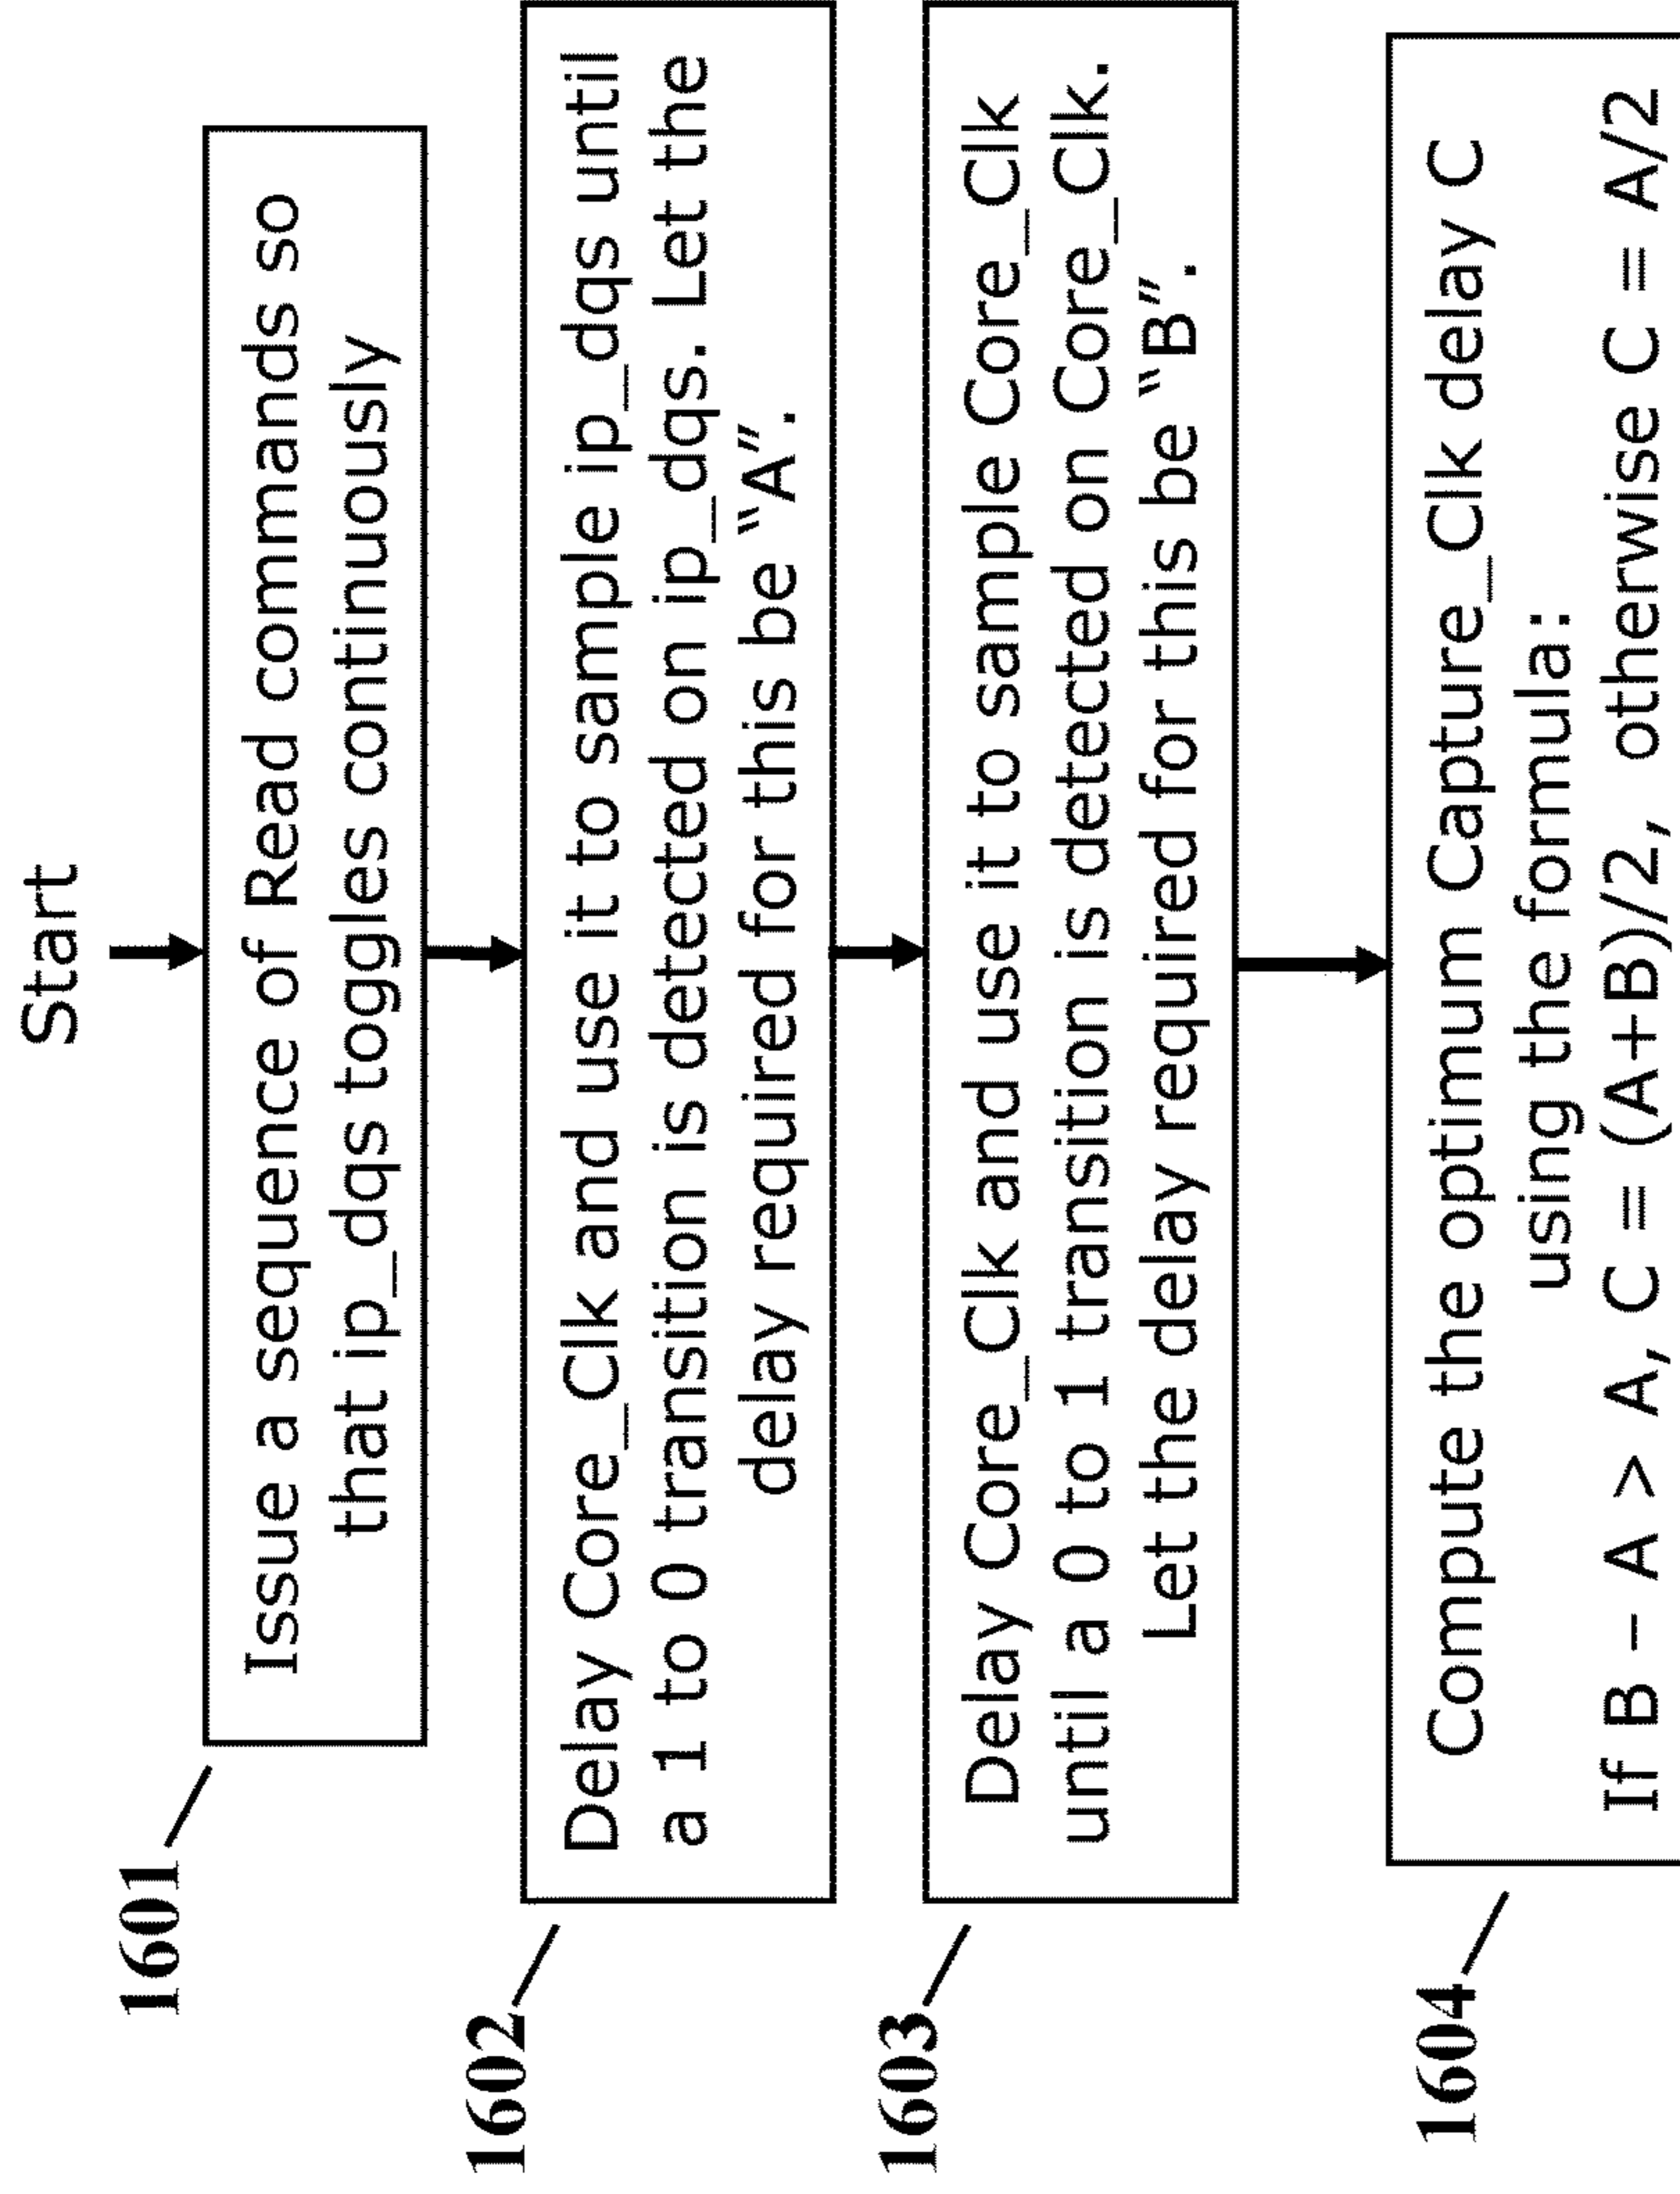 Start
1601
Issue a sequence of Read commands so
that ip_dqs toggles continuously
1602
Delay Core_Clk and use it to sample ip_dqs until
a 1 to 0 transition is detected on ip_dqs. Let the
delay required for this be “A”.
1603
Delay Core_Clk and use it to sample Core_Clk
until a 0 to 1 transition is detected on Core_Clk.
Let the delay required for this be “B”.
1604
Compute the optimum Capture_Clk delay C
using the formula:
If B – A > A, C = (A+B)/2, otherwise C = A/2